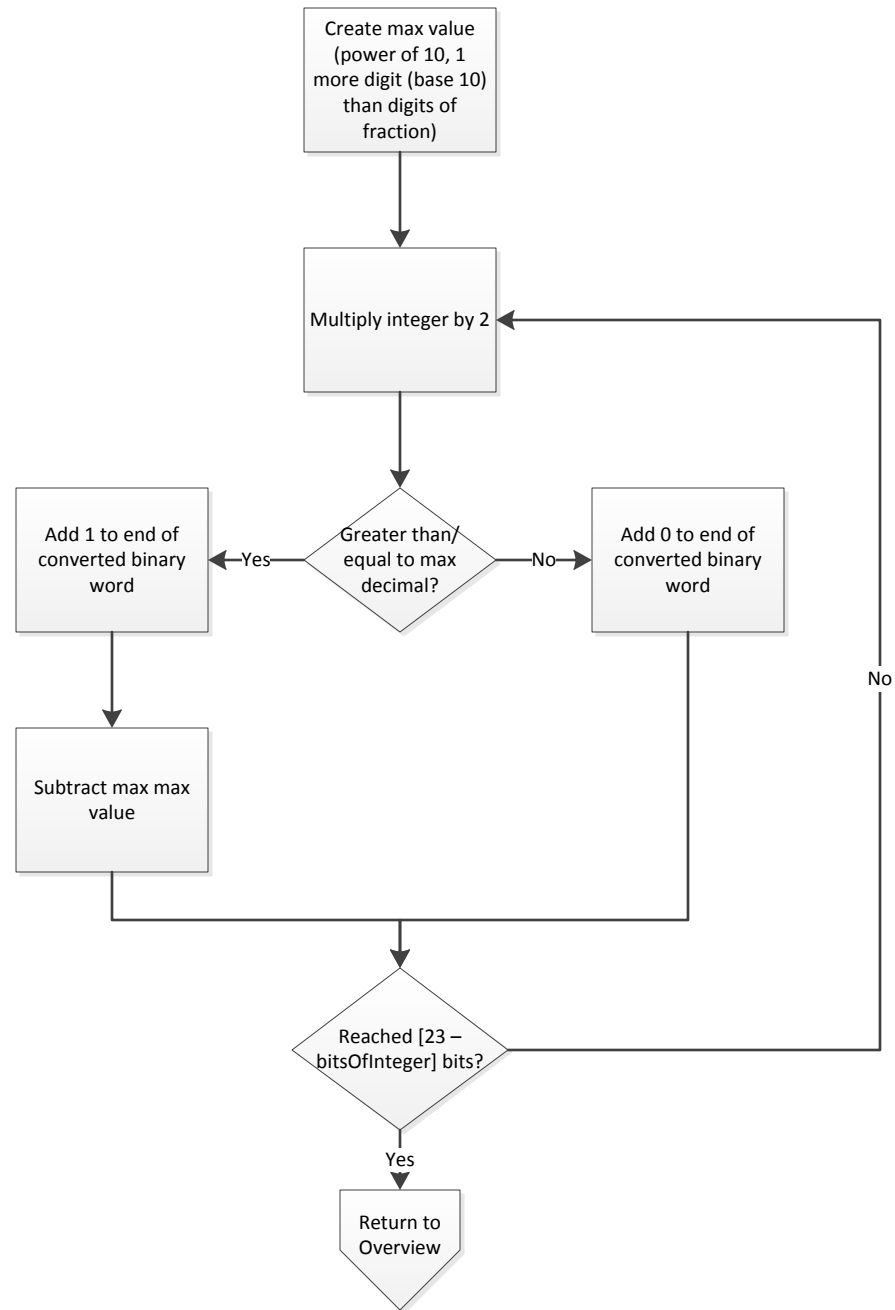 Create max value
(power of 10, 1
more digit (base 10)
than digits of
fraction)
Multiply integer by 2
Greater than/
equal to max
decimal?
Yes
No
Add 1 to end of
converted binary
word
Add 0 to end of
converted binary
word
Subtract max max
value
No
Reached [23 –
bitsOfInteger] bits?
Yes
Return to
Overview